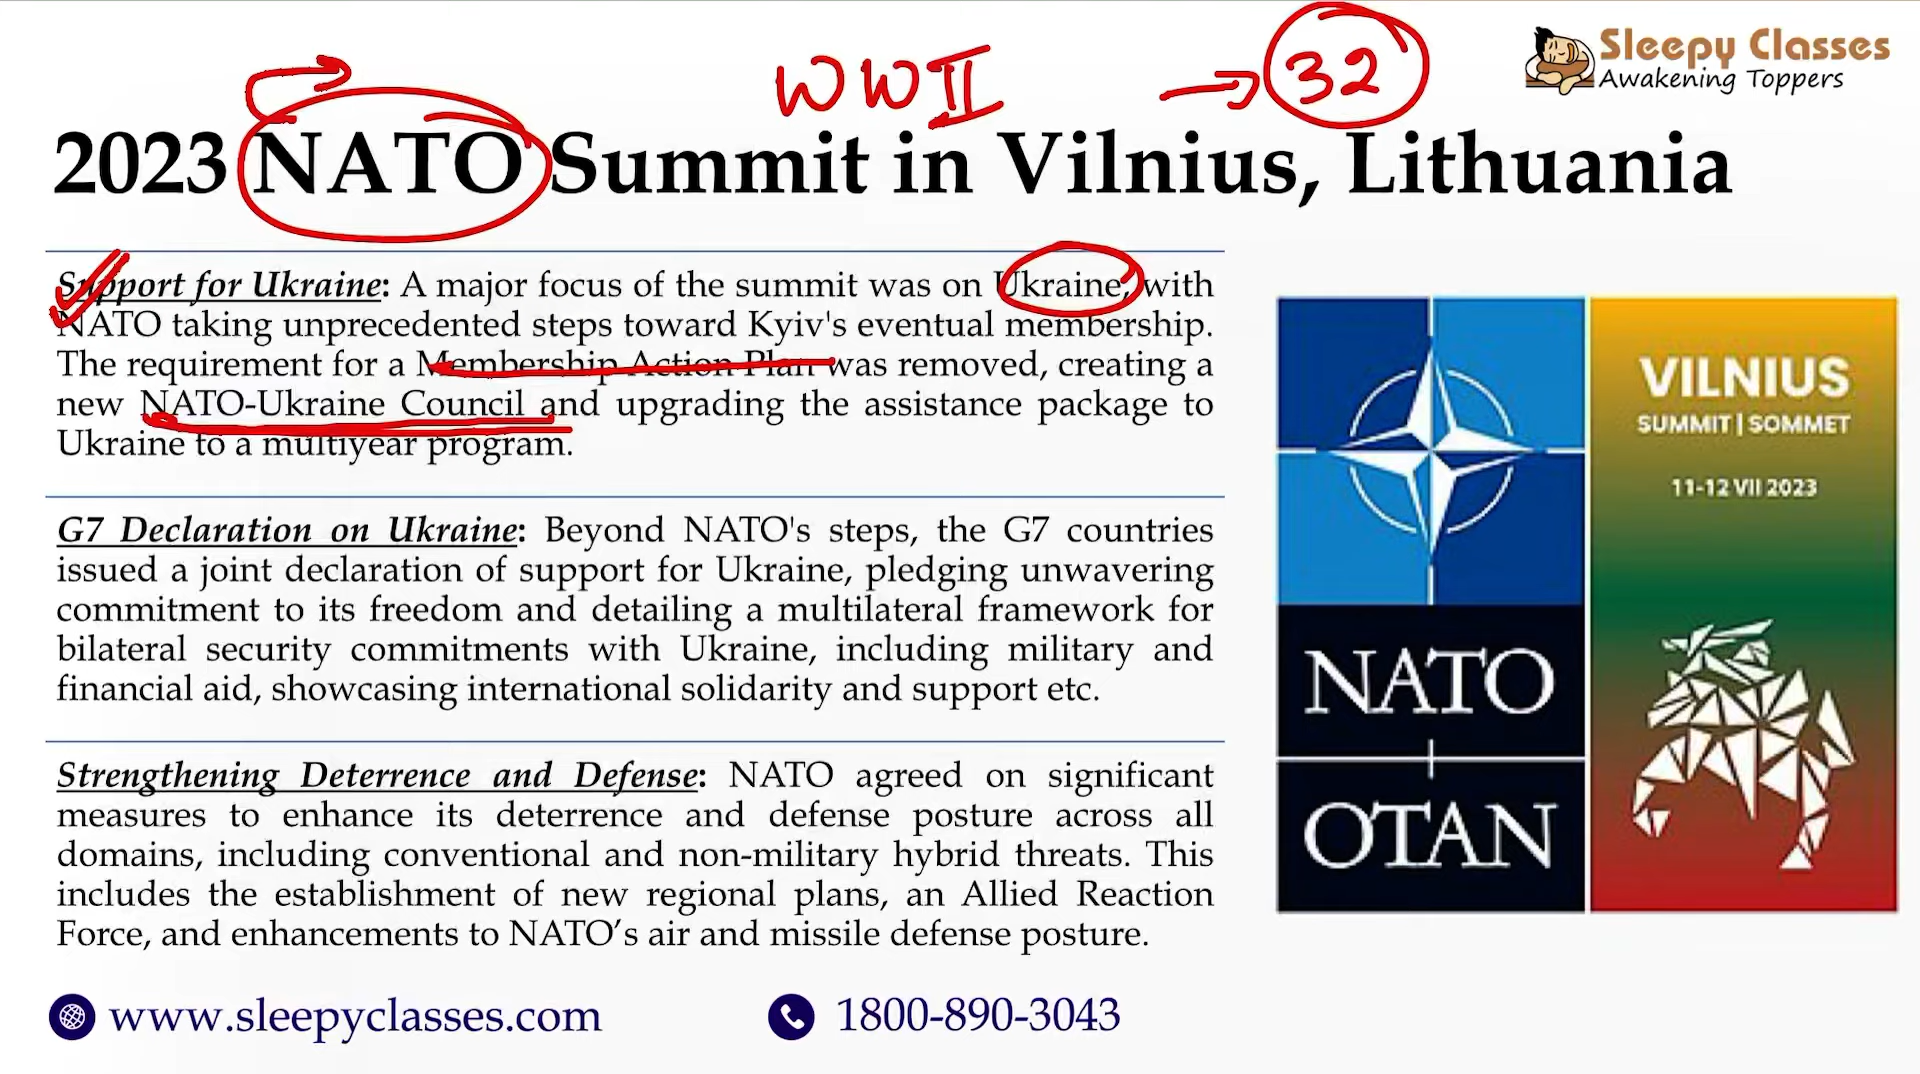 WW II
32
Sleepy Classes
Awakening Toppers
2023 NATO Summit in Vilnius, Lithuania
Support for Ukraine: A major focus of the summit was on Ukraine, with
NATO taking unprecedented steps toward Kyiv's eventual membership.
The requirement for a Membership Action Plan was removed, creating a
new NATO-Ukraine Council and upgrading the assistance package to
Ukraine to a multiyear program.
G7 Declaration on Ukraine: Beyond NATO's steps, the G7 countries
issued a joint declaration of support for Ukraine, pledging unwavering
commitment to its freedom and detailing a multilateral framework for
bilateral security commitments with Ukraine, including military and
financial aid, showcasing international solidarity and support etc.
Strengthening Deterrence and Defense: NATO agreed on significant
measures to enhance its deterrence and defense posture across all
domains, including conventional and non-military hybrid threats. This
includes the establishment of new regional plans, an Allied Reaction
Force, and enhancements to NATO’s air and missile defense posture.
NATO
OTAN
VILNIUS
SUMMIT | SOMMET
11-12 VII 2023
www.sleepyclasses.com
1800-890-3043